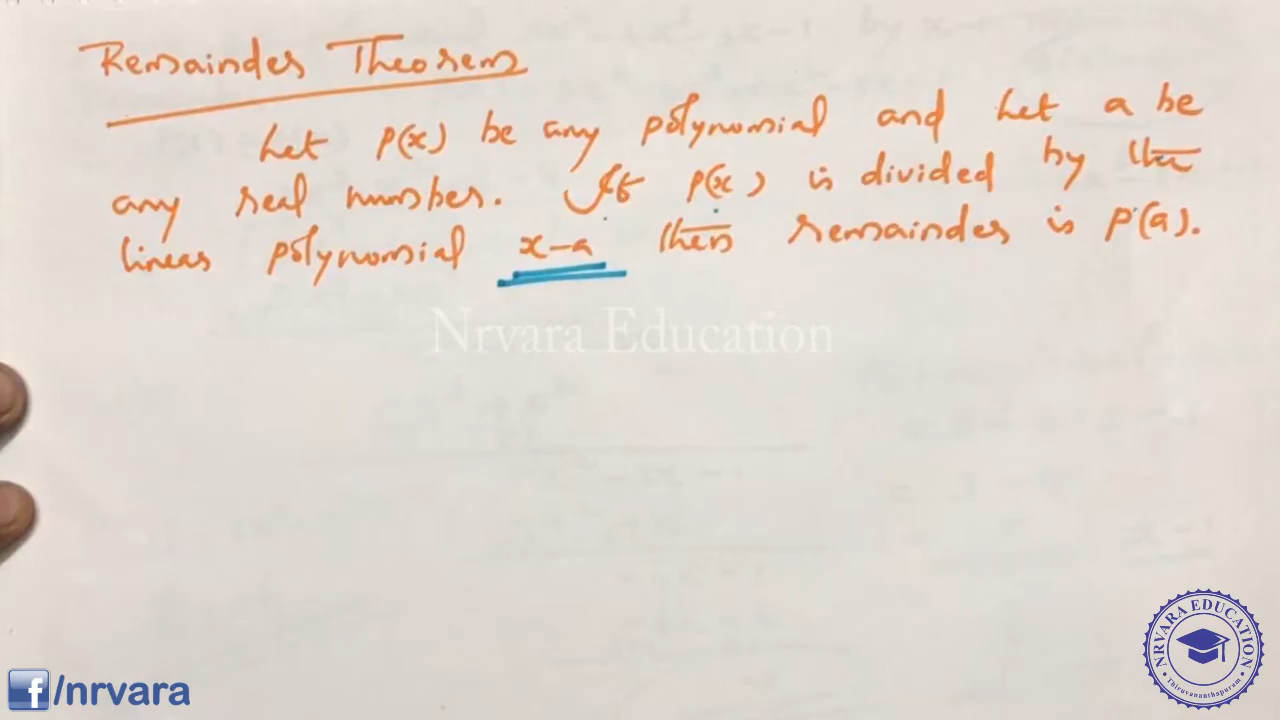 Remainder Theorem
Let P(x) be any polynomial and let a be
any real number. If P(x) is divided by the
linear polynomial x-a then remainder is P(a).
Nrvara Education
NRVARA EDUCATION
Thiruvananthapuram
f/nrvara